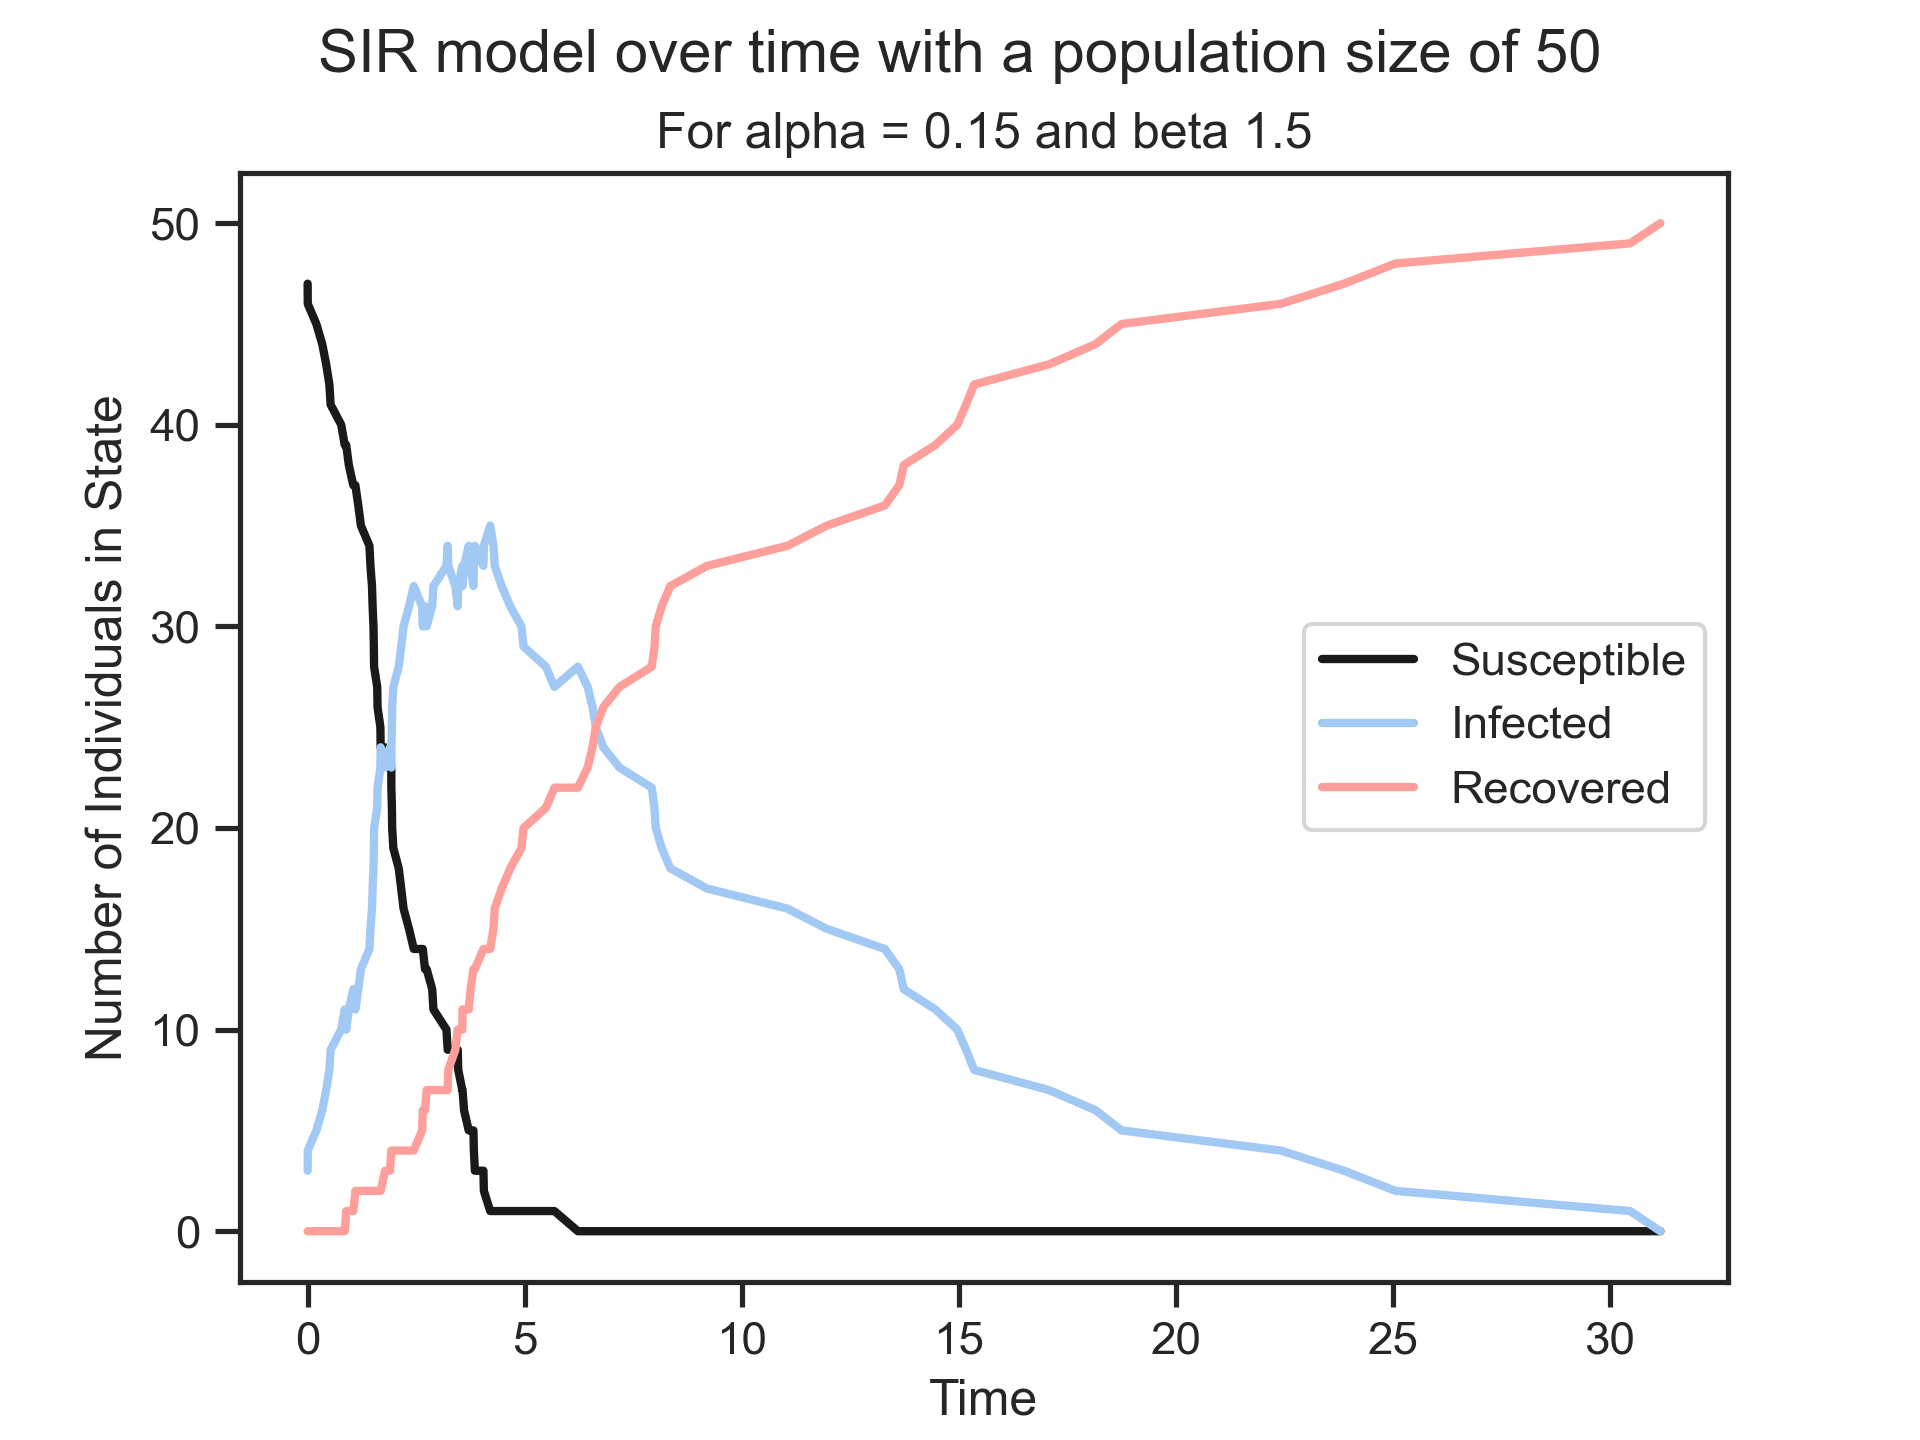 SIR model over time with a population size of 50
For alpha = 0.15 and beta 1.5
Number of Individuals in State
50
40
30
20
10
0
Susceptible
Infected
Recovered
0 5 10 15 20 25 30
Time